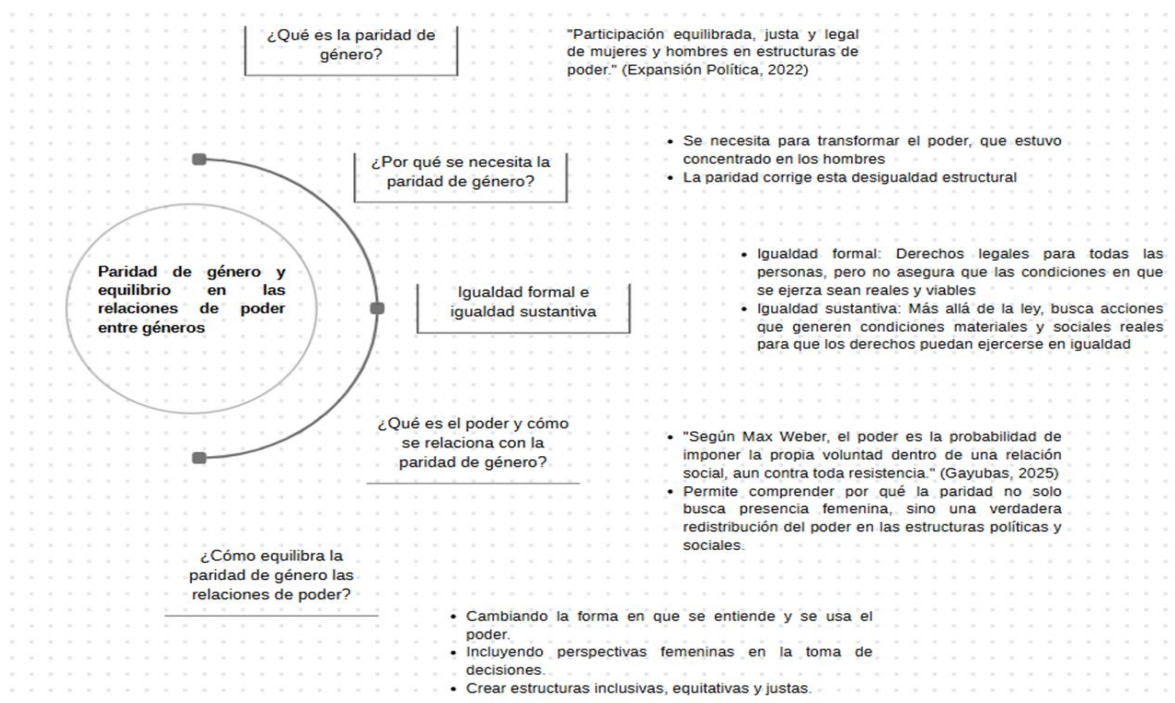 ¿Qué es la paridad de
género?
"Participación equilibrada, justa y legal
de mujeres y hombres en estructuras de
poder." (Expansión Política, 2022)
¿Por qué se necesita la
paridad de género?
Se necesita para transformar el poder, que estuvo
concentrado en los hombres
La paridad corrige esta desigualdad estructural
Paridad de género y
equilibrio en las
relaciones de poder
entre géneros
Igualdad formal e
igualdad sustantiva
Igualdad formal: Derechos legales para todas las
personas, pero no asegura que las condiciones en que
se ejerza sean reales y viables
Igualdad sustantiva: Más allá de la ley, busca acciones
que generen condiciones materiales y sociales reales
para que los derechos puedan ejercerse en igualdad
¿Qué es el poder y cómo
se relaciona con la
paridad de género?
"Según Max Weber, el poder es la probabilidad de
imponer la propia voluntad dentro de una relación
social, aun contra toda resistencia." (Gayubas, 2025)
Permite comprender por qué la paridad no solo
busca presencia femenina, sino una verdadera
redistribución del poder en las estructuras políticas y
sociales.
¿Cómo equilibra la
paridad de género las
relaciones de poder?
Cambiando la forma en que se entiende y se usa el
poder.
Incluyendo perspectivas femeninas en la toma de
decisiones.
Crear estructuras inclusivas, equitativas y justas.